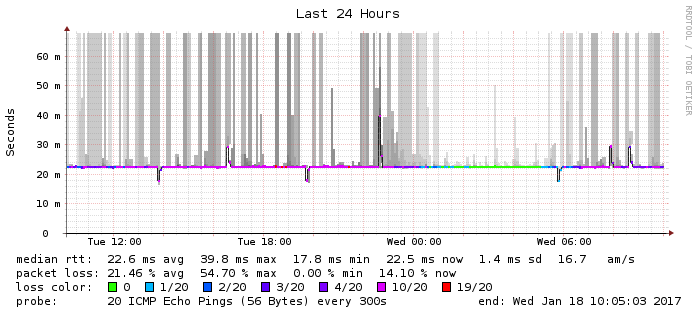 Last 24 Hours
RRDTOOL / TOBI OETIKER
Seconds
60 m
50 m
40 m
30 m
20 m
10 m
0
Tue 12:00 Tue 18:00 Wed 00:00 Wed 06:00
median rtt: 22.6 ms avg 39.8 ms max 17.8 ms min 22.5 ms now 1.4 ms sd 16.7 am/s
packet loss: 21.46 % avg 54.70 % max 0.00 % min 14.10 % now
loss color: 0 1/20 2/20 3/20 4/20 10/20 19/20
probe: 20 ICMP Echo Pings (56 Bytes) every 300s end: Wed Jan 18 10:05:03 2017